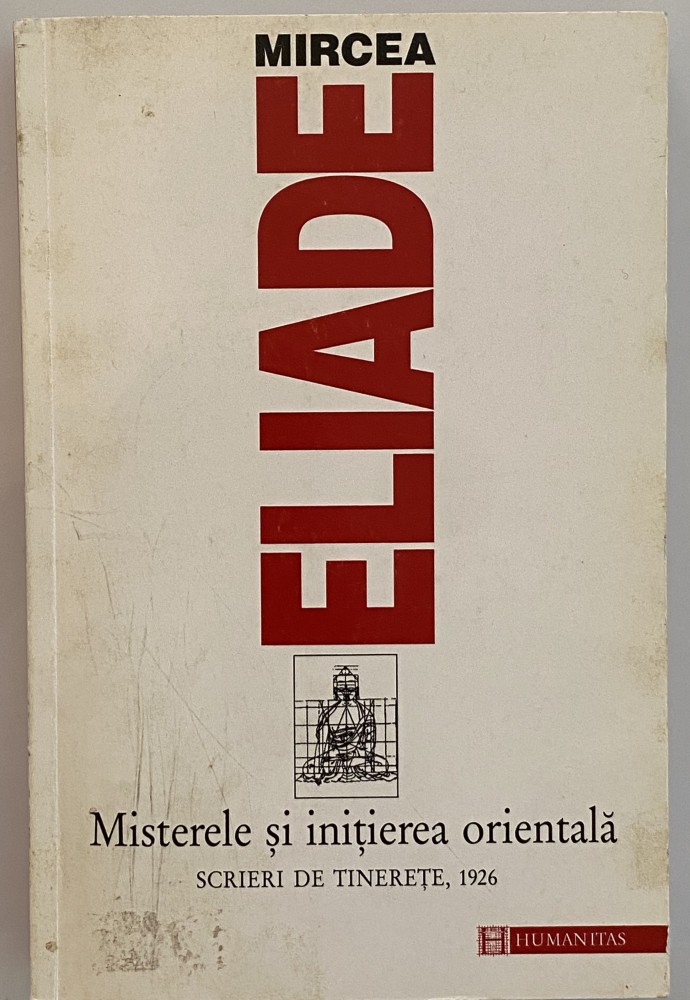 MIRCEA
ELIADE
Misterele și inițierea orientală
SCRIERI DE TINEREȚE, 1926
HUMANITAS